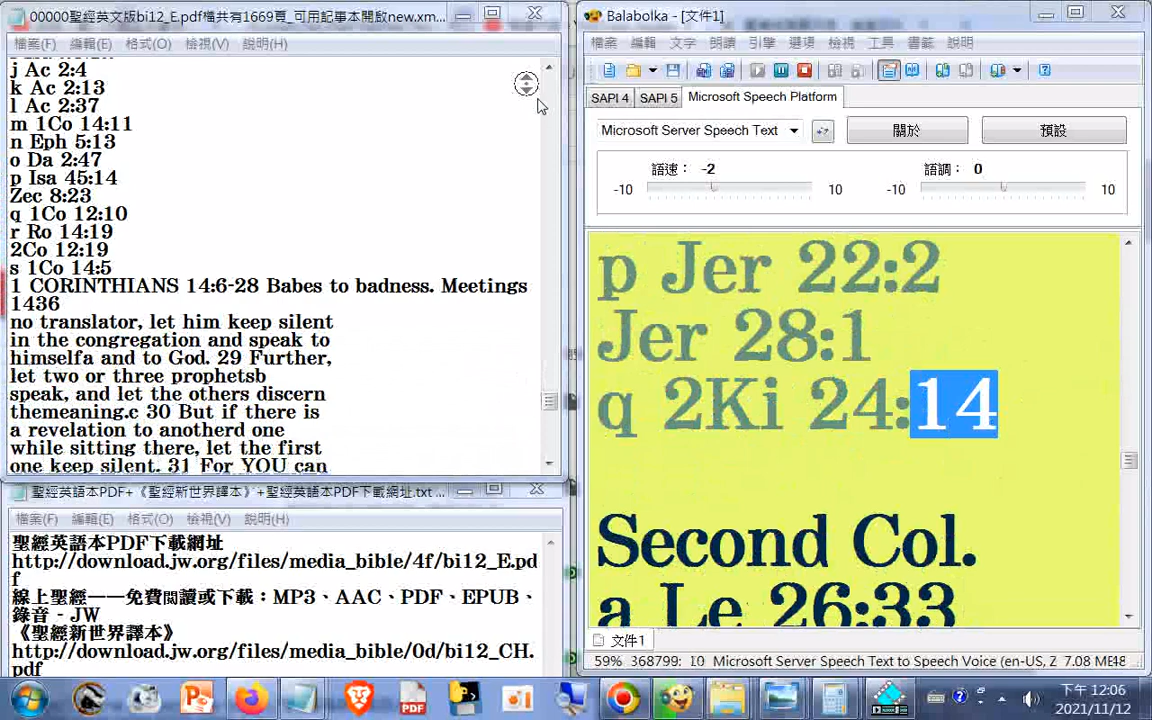 00000聖經英文版bi12_E.pdf檔共有1669頁_可用記事本開啟new.xm...
檔案(F) 編輯(E) 格式(O) 檢視(V) 說明(H)
j Ac 2:4
k Ac 2:13
l Ac 2:37
m 1Co 14:11
n Eph 5:13
o Da 2:47
p Isa 45:14
Zec 8:23
q 1Co 12:10
r Ro 14:19
2Co 12:19
s 1Co 14:5
1 CORINTHIANS 14:6-28 Babes to badness. Meetings
1436
no translator, let him keep silent
in the congregation and speak to
himselfa and to God. 29 Further,
let two or three prophetsb
speak, and let the others discern
themeaning.c 30 But if there is
a revelation to anotherd one
while sitting there, let the first
one keep silent. 31 For YOU can
聖經英語本PDF+《聖經新世界譯本》+聖經英語本PDF下載網址.txt ...
檔案(F) 編輯(E) 格式(O) 檢視(V) 說明(H)
聖經英語本PDF下載網址
http://download.jw.org/files/media_bible/4f/bi12_E.pd
f
線上聖經——免費閱讀或下載：MP3、AAC、PDF、EPUB、
錄音 - JW
《聖經新世界譯本》
http://download.jw.org/files/media_bible/0d/bi12_CH.
pdf
Balabolka - [文件1]
檔案 編輯 文字 朗讀 引擎 選項 檢視 工具 書籤 說明
SAPI 4 SAPI 5 Microsoft Speech Platform
Microsoft Server Speech Text 關於 預設
語速： -2 語調： 0
-10 10 -10 10
p Jer 22:2
Jer 28:1
q 2Ki 24:14
Second Col.
a Le 26:33
文件1
59% 368799: 10 Microsoft Server Speech Text to Speech Voice (en-US, Z 7.08 MB
下午 12:06
2021/11/12